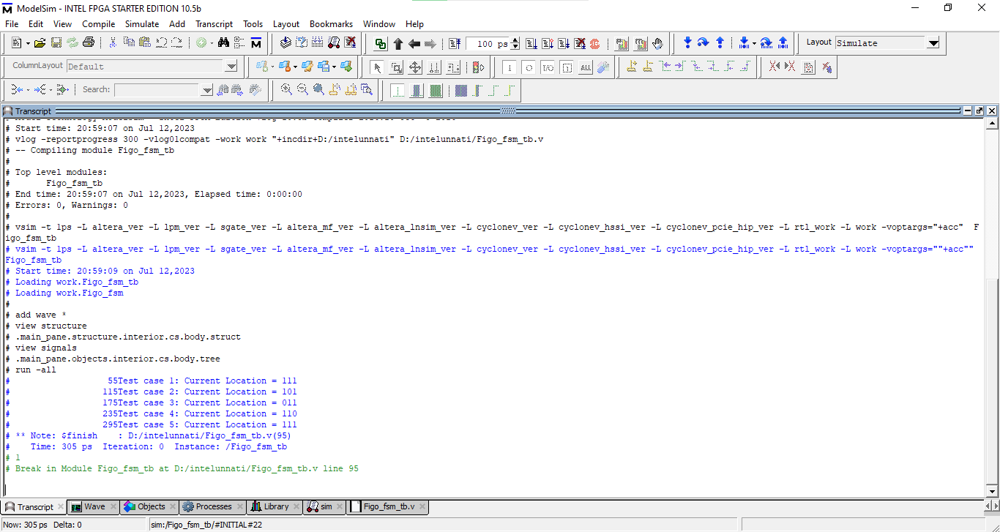 ModelSim - INTEL FPGA STARTER EDITION 10.5b
File Edit View Compile Simulate Add Transcript Tools Layout Bookmarks Window Help
100 ps
Layout Simulate
ColumnLayout Default
Search:
Transcript
# Start time: 20:59:07 on Jul 12,2023
# vlog -reportprogress 300 -vlog01compat -work work "+incdir+D:/intelunnati" D:/intelunnati/Figo_fsm_tb.v
# -- Compiling module Figo_fsm_tb
#
# Top level modules:
# Figo_fsm_tb
# End time: 20:59:07 on Jul 12,2023, Elapsed time: 0:00:00
# Errors: 0, Warnings: 0
#
# vsim -t 1ps -L altera_ver -L lpm_ver -L sgate_ver -L altera_mf_ver -L altera_lnsim_ver -L cyclonev_ver -L cyclonev_hssi_ver -L cyclonev_pcie_hip_ver -L rtl_work -L work -voptargs="+acc" F
igo_fsm_tb
# vsim -t 1ps -L altera_ver -L lpm_ver -L sgate_ver -L altera_mf_ver -L altera_lnsim_ver -L cyclonev_ver -L cyclonev_hssi_ver -L cyclonev_pcie_hip_ver -L rtl_work -L work -voptargs=""+acc""
Figo_fsm_tb
# Start time: 20:59:09 on Jul 12,2023
# Loading work.Figo_fsm_tb
# Loading work.Figo_fsm
#
# add wave *
# view structure
# .main_pane.structure.interior.cs.body.struct
# view signals
# .main_pane.objects.interior.cs.body.tree
# run -all
# 55Test case 1: Current Location = 111
# 115Test case 2: Current Location = 101
# 175Test case 3: Current Location = 011
# 235Test case 4: Current Location = 110
# 295Test case 5: Current Location = 111
# ** Note: $finish : D:/intelunnati/Figo_fsm_tb.v(95)
# Time: 305 ps Iteration: 0 Instance: /Figo_fsm_tb
# 1
# Break in Module Figo_fsm_tb at D:/intelunnati/Figo_fsm_tb.v line 95
Transcript Wave Objects Processes Library sim Figo_fsm_tb.v
Now: 305 ps Delta: 0 sim:/Figo_fsm_tb/#INITIAL#22